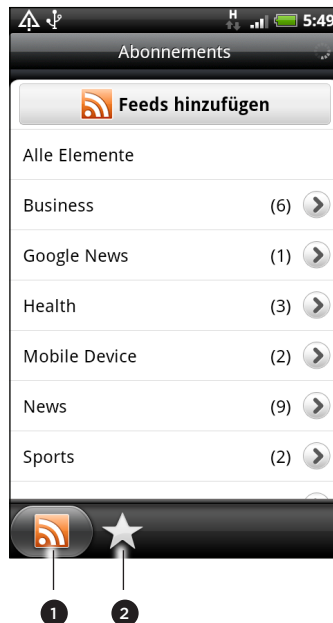 H 5:49
Abonnements
Feeds hinzufügen
Alle Elemente
Business (6)
Google News (1)
Health (3)
Mobile Device (2)
News (9)
Sports (2)
1 2